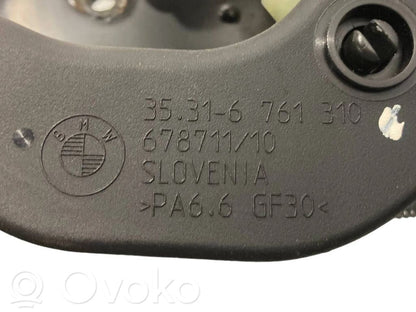 BMW
35.31-6 761 310
678711/10
SLOVENIA
>PA6.6 GF30<
© Ovoko